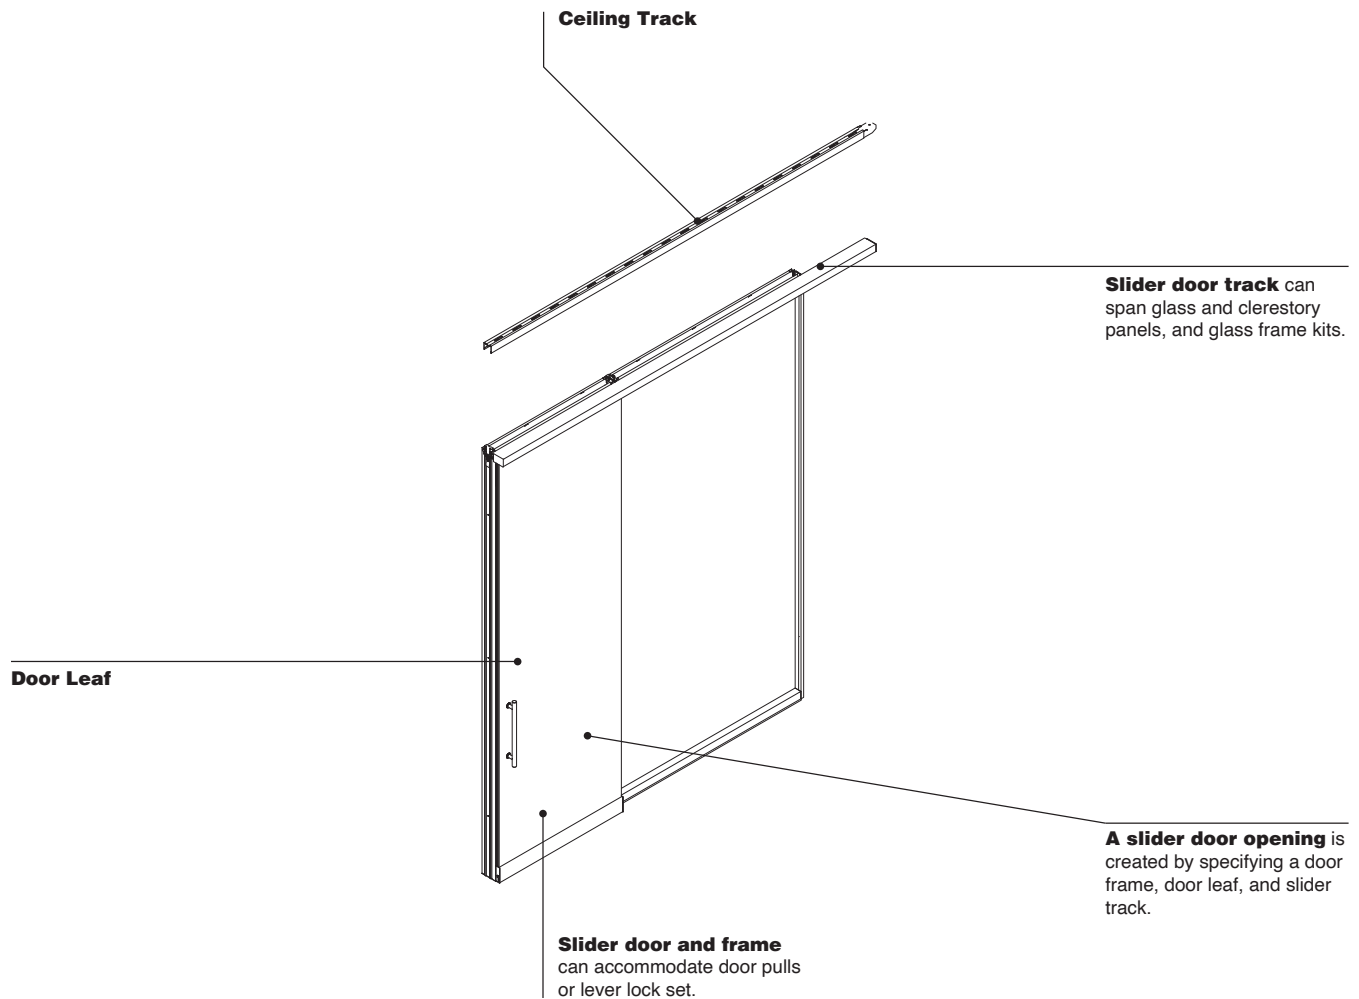 Ceiling Track
Slider door track can
span glass and clerestory
panels, and glass frame kits.
Door Leaf
A slider door opening is
created by specifying a door
frame, door leaf, and slider
track.
Slider door and frame
can accommodate door pulls
or lever lock set.